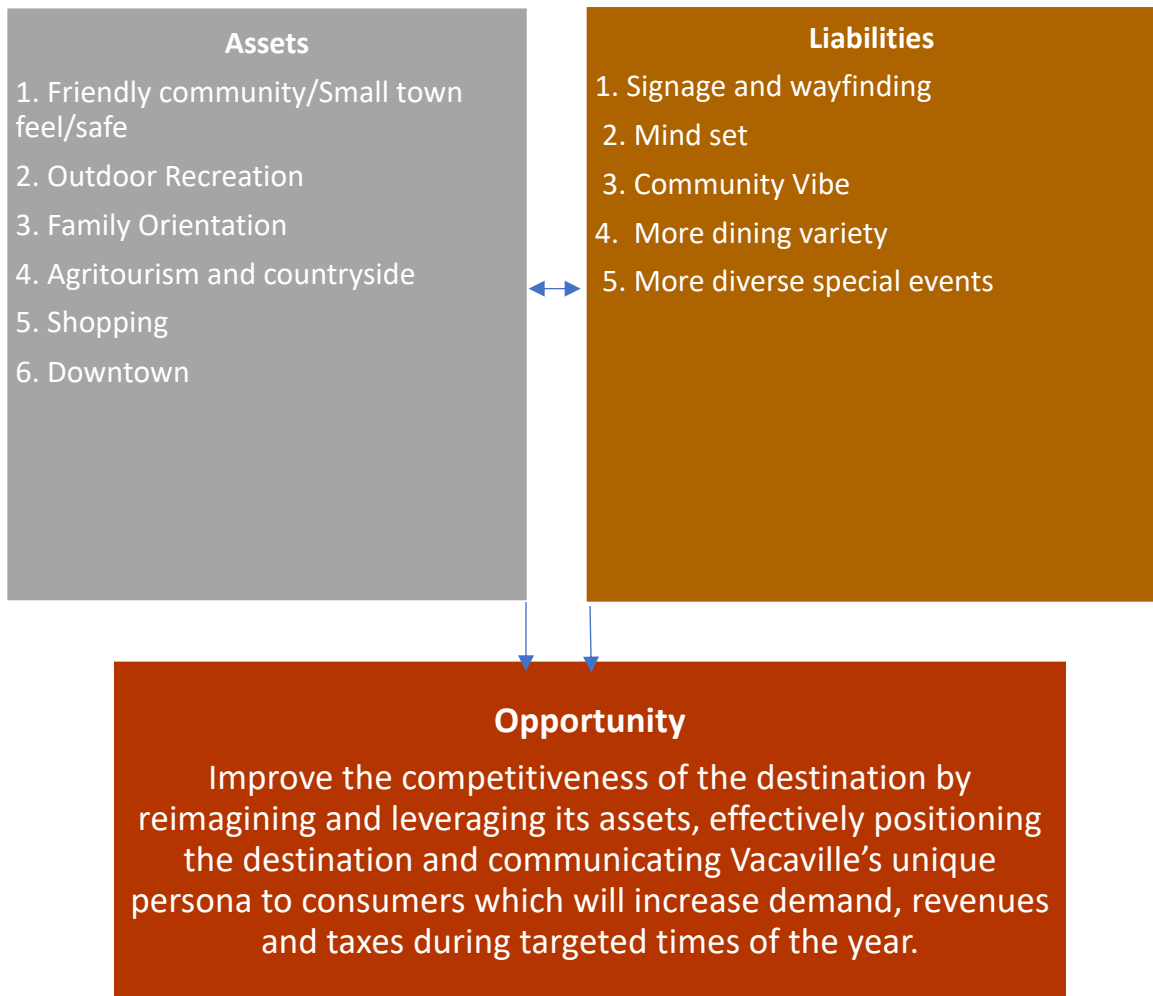 Assets
1. Friendly community/Small town
feel/safe
2. Outdoor Recreation
3. Family Orientation
4. Agritourism and countryside
5. Shopping
6. Downtown
Liabilities
1. Signage and wayfinding
2. Mind set
3. Community Vibe
4. More dining variety
5. More diverse special events
Opportunity
Improve the competitiveness of the destination by
reimagining and leveraging its assets, effectively positioning
the destination and communicating Vacaville’s unique
persona to consumers which will increase demand, revenues
and taxes during targeted times of the year.